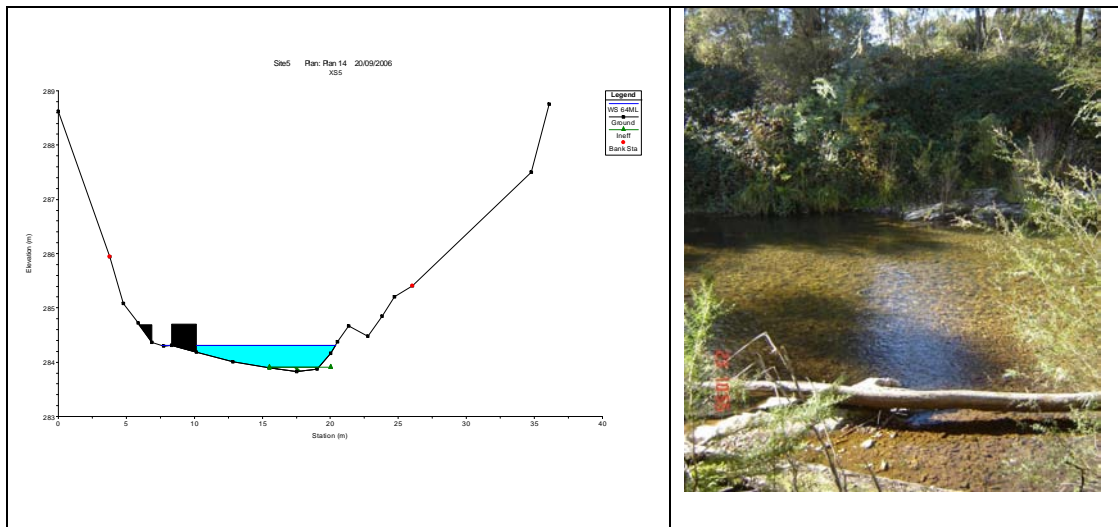 Site5 Plan: Plan 14 20/09/2006
XS5
289
288
287
286
285
284
283
Elevation (m)
0
5
10
15
20
25
30
35
40
Station (m)
Legend
WS 64ML
Ground
Ineff
Bank Sta